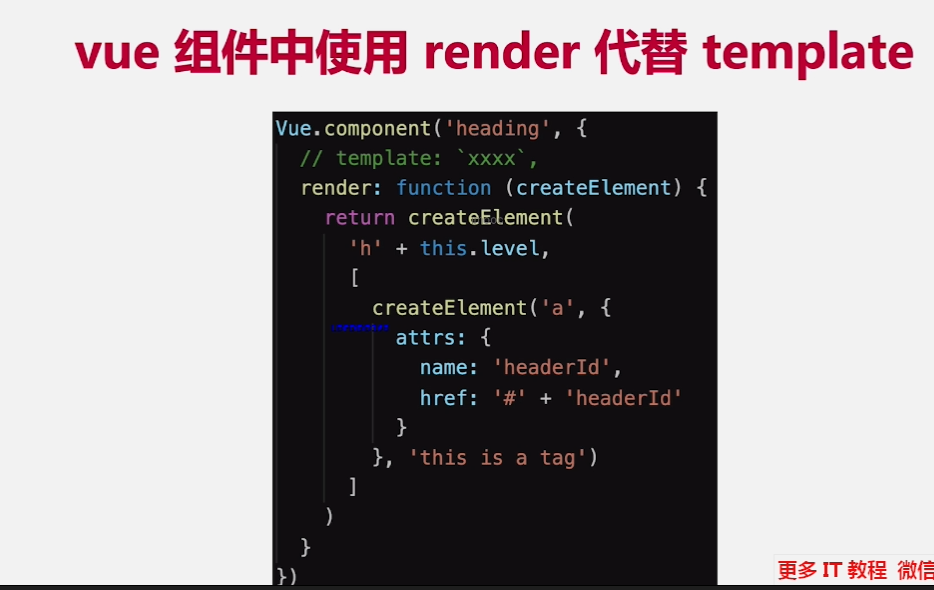 vue 组件中使用 render 代替 template
Vue.component('heading', {
// template: `xxxx`,
render: function (createElement) {
return createElement(
'h' + this.level,
[
createElement('a', {
attrs: {
name: 'headerId',
href: '#' + 'headerId'
}
}, 'this is a tag')
]
)
}
})
更多 IT 教程 微信